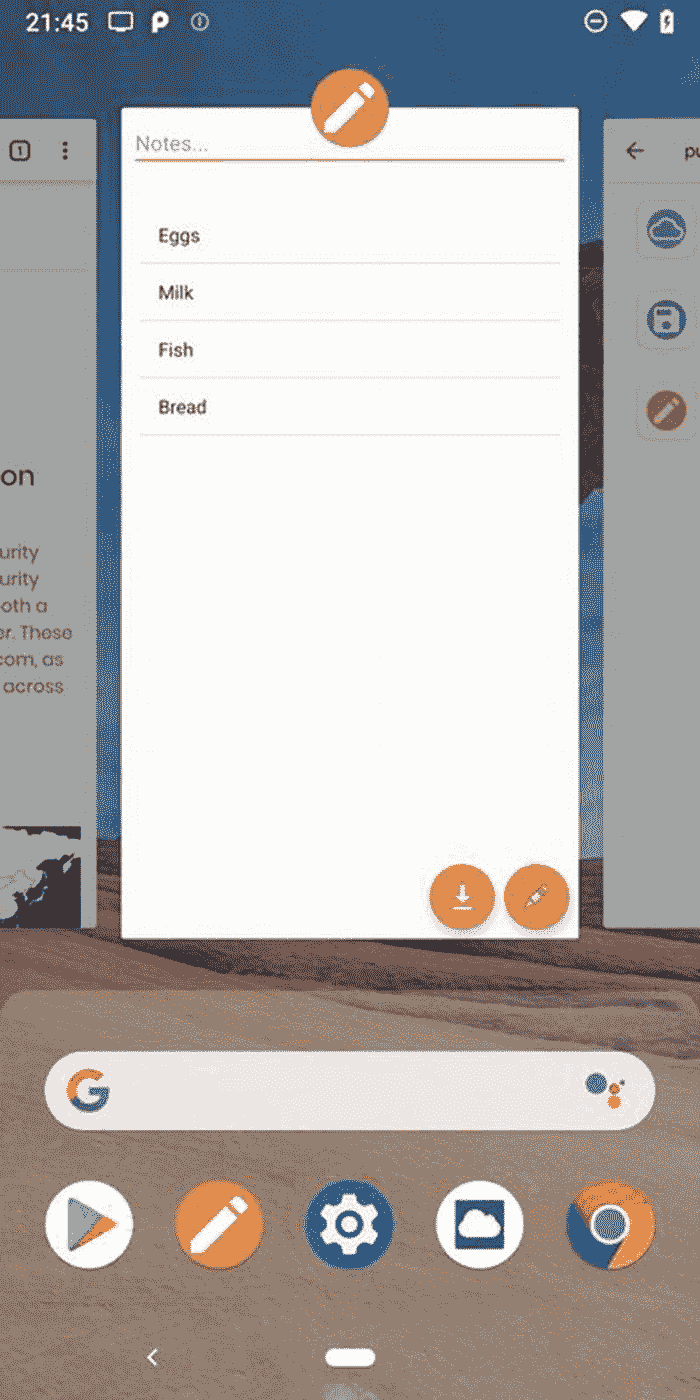 21:45
1
pu
Notes...
Eggs
Milk
Fish
Bread
on
urity
urity
oth a
er. These
com, as
across